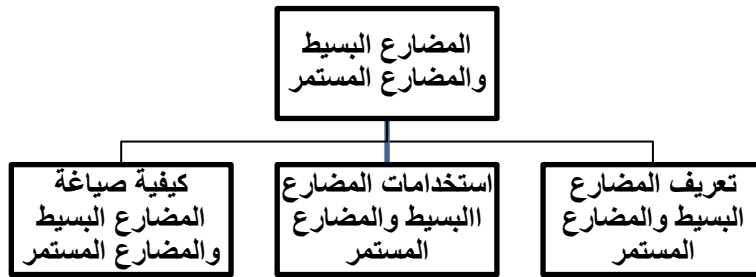 المضارع البسيط
والمضارع المستمر
تعريف المضارع
البسيط والمضارع
المستمر
استخدامات المضارع
االبسيط والمضارع
المستمر
كيفية صياغة
المضارع البسيط
والمضارع المستمر